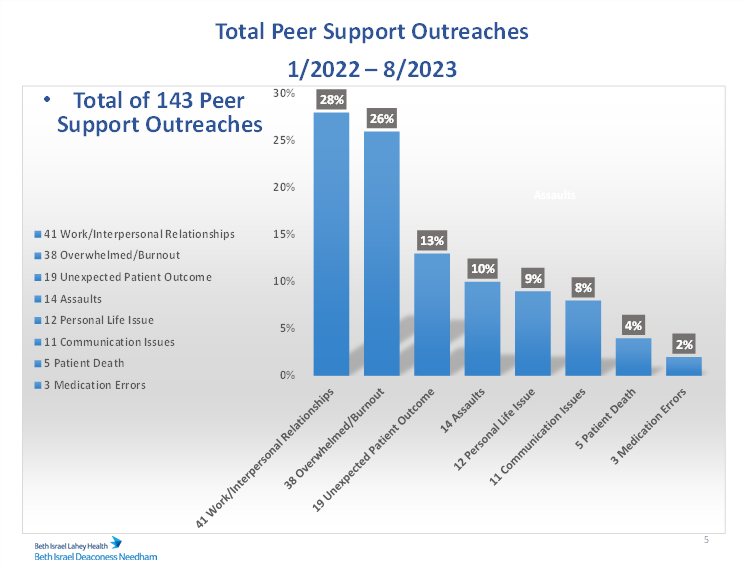 Total Peer Support Outreaches
1/2022 – 8/2023
• Total of 143 Peer
Support Outreaches
41 Work/Interpersonal Relationships
38 Overwhelmed/Burnout
19 Unexpected Patient Outcome
14 Assaults
12 Personal Life Issue
11 Communication Issues
5 Patient Death
3 Medication Errors
30%
25%
20%
15%
10%
5%
0%
28%
26%
13%
10%
9%
8%
4%
2%
Assaults
41 Work/Interpersonal Relationships
38 Overwhelmed/Burnout
19 Unexpected Patient Outcome
14 Assaults
12 Personal Life Issue
11 Communication Issues
5 Patient Death
3 Medication Errors
Beth Israel Lahey Health
Beth Israel Deaconess Needham
5